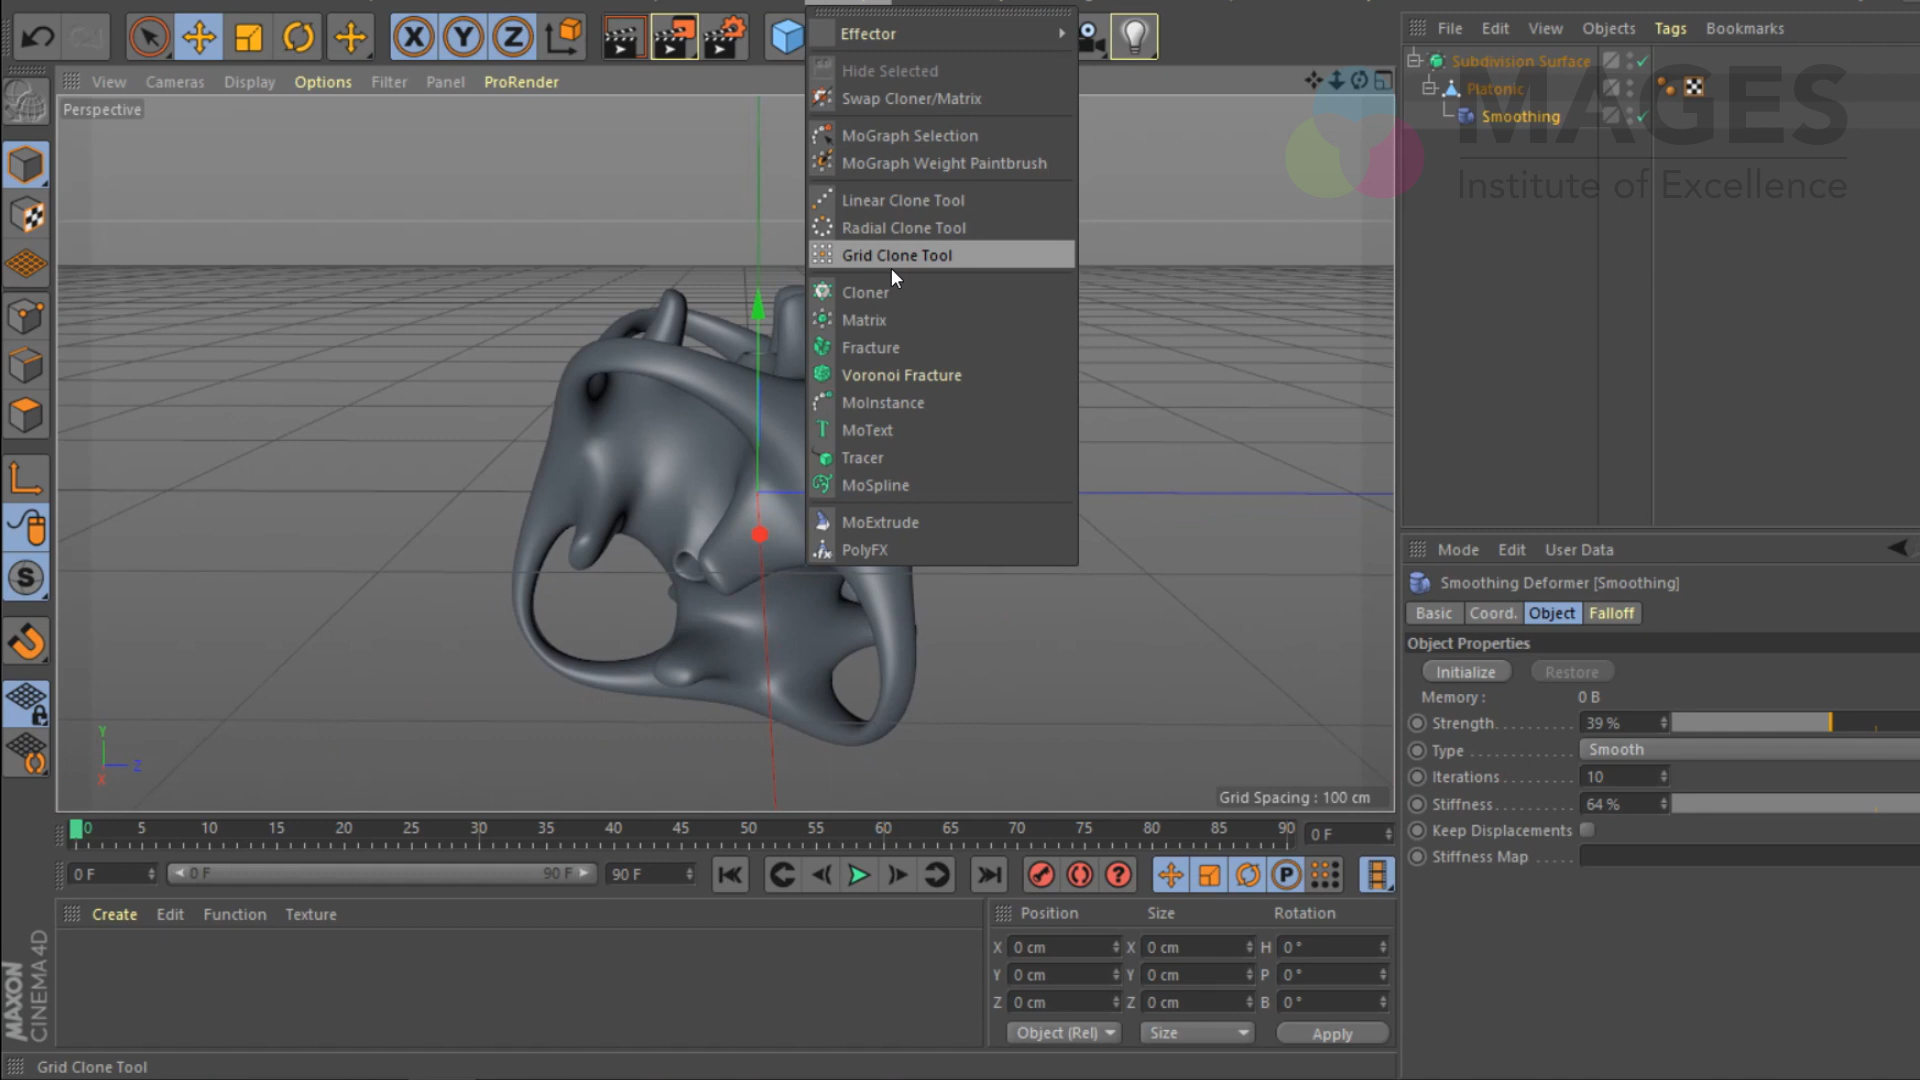 Effector
Hide Selected
Swap Cloner/Matrix
MoGraph Selection
MoGraph Weight Paintbrush
Linear Clone Tool
Radial Clone Tool
Grid Clone Tool
Cloner
Matrix
Fracture
Voronoi Fracture
MoInstance
MoText
Tracer
MoSpline
MoExtrude
PolyFX
X Y Z
View Cameras Display Options Filter Panel ProRender
Perspective
Y
Z
X
Grid Spacing : 100 cm
S
File Edit View Objects Tags Bookmarks
Subdivision Surface
Platonic
Smoothing
MAGES
Institute of Excellence
Mode Edit User Data
Smoothing Deformer [Smoothing]
Basic Coord. Object Falloff
Object Properties
Initialize Restore
Memory : 0 B
Strength 39 %
Type Smooth
Iterations 10
Stiffness 64 %
Keep Displacements
Stiffness Map
0 5 10 15 20 25 30 35 40 45 50 55 60 65 70 75 80 85 90 0 F
0 F 0 F 90 F 90 F ? P
Create Edit Function Texture
Position Size Rotation
X 0 cm X 0 cm H 0 °
Y 0 cm Y 0 cm P 0 °
Z 0 cm Z 0 cm B 0 °
Object (Rel) Size Apply
MAXON
CINEMA 4D
Grid Clone Tool